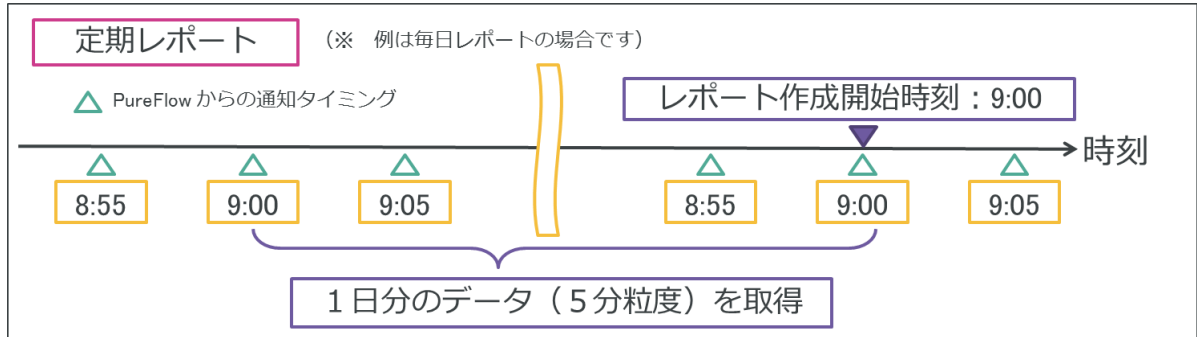 定期レポート
（※　例は毎日レポートの場合です）
PureFlow からの通知タイミング
レポート作成開始時刻：9:00
時刻
8:55
9:00
9:05
8:55
9:00
9:05
１日分のデータ（５分粒度）を取得